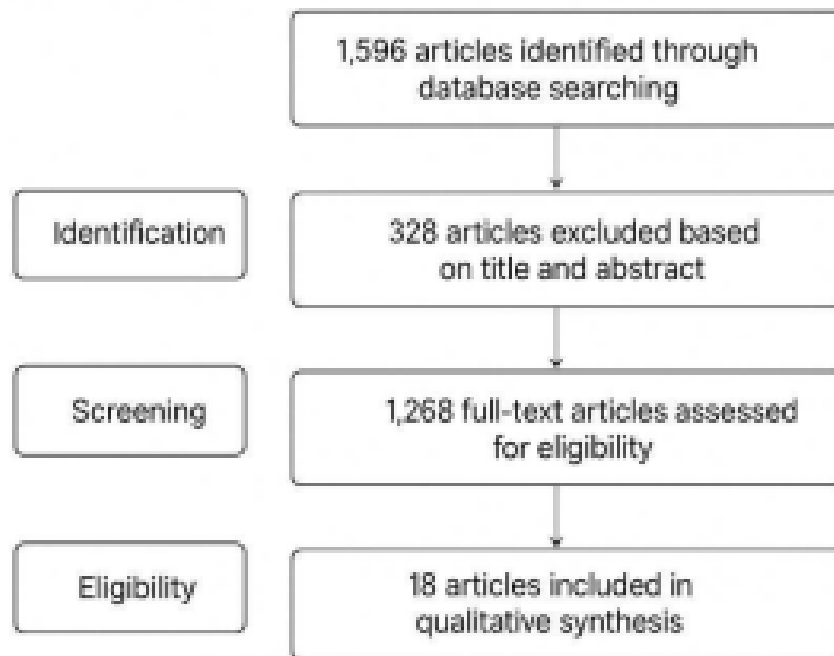 1,596 articles identified through
database searching
Identification
328 articles excluded based
on title and abstract
Screening
1,268 full-text articles assessed
for eligibility
Eligibility
18 articles included in
qualitative synthesis